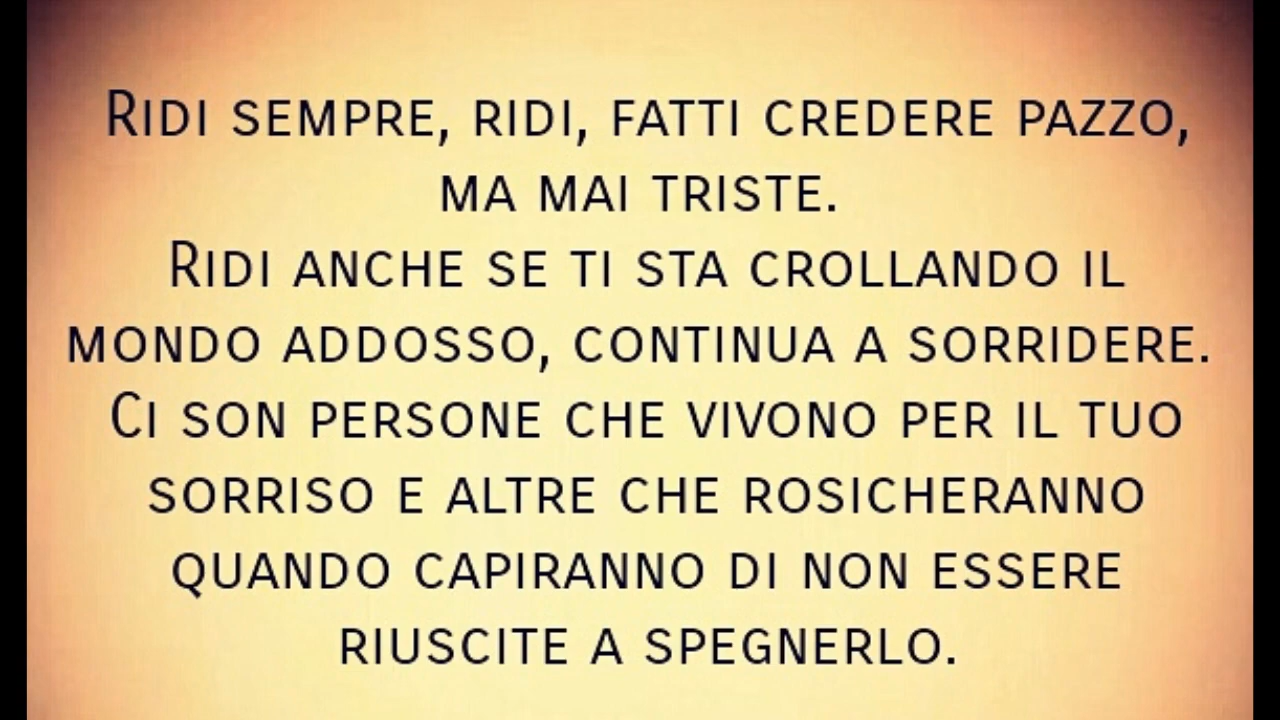 Ridi sempre, ridi, fatti credere pazzo,
ma mai triste.
Ridi anche se ti sta crollando il
mondo addosso, continua a sorridere.
Ci son persone che vivono per il tuo
sorriso e altre che rosicheranno
quando capiranno di non essere
riuscite a spegnerlo.